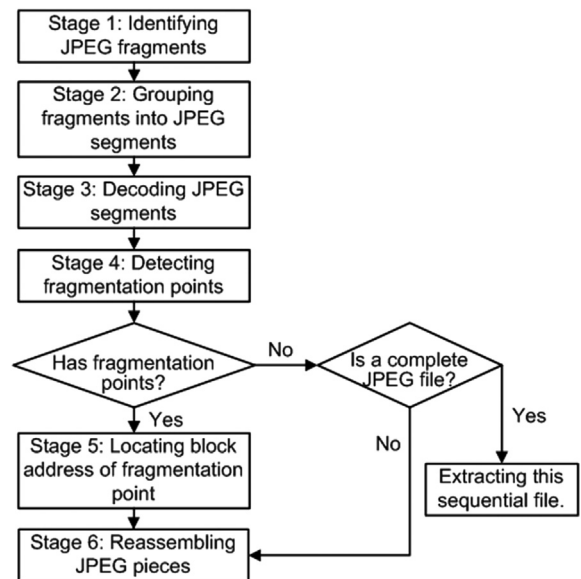 Stage 1: Identifying
JPEG fragments
Stage 2: Grouping
fragments into JPEG
segments
Stage 3: Decoding JPEG
segments
Stage 4: Detecting
fragmentation points
Has fragmentation
points?
No
Is a complete
JPEG file?
Yes
Yes
No
Stage 5: Locating block
address of fragmentation
point
Extracting this
sequential file.
Stage 6: Reassembling
JPEG pieces